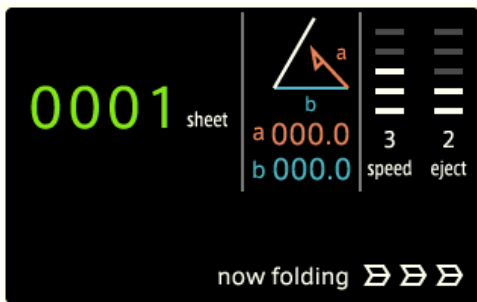 0001 sheet
a
b
a 000.0
b 000.0
3 2
speed eject
now folding